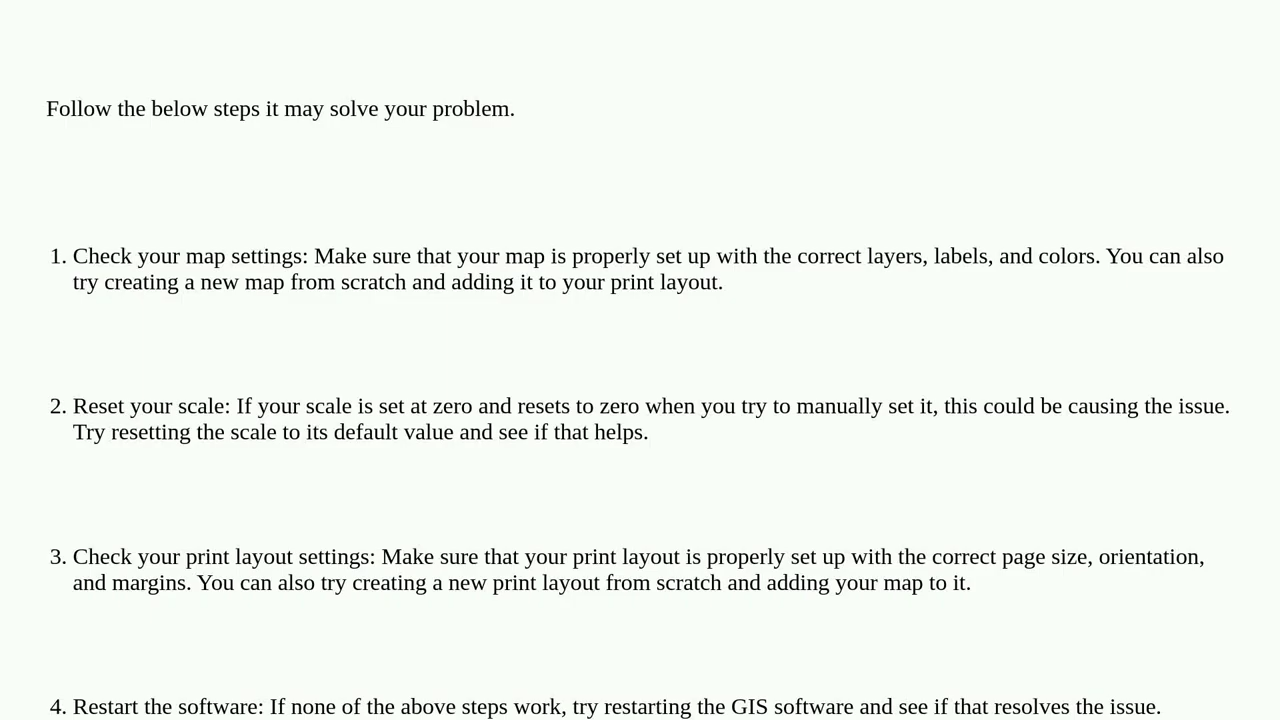 Follow the below steps it may solve your problem.
1. Check your map settings: Make sure that your map is properly set up with the correct layers, labels, and colors. You can also
try creating a new map from scratch and adding it to your print layout.
2. Reset your scale: If your scale is set at zero and resets to zero when you try to manually set it, this could be causing the issue.
Try resetting the scale to its default value and see if that helps.
3. Check your print layout settings: Make sure that your print layout is properly set up with the correct page size, orientation,
and margins. You can also try creating a new print layout from scratch and adding your map to it.
4. Restart the software: If none of the above steps work, try restarting the GIS software and see if that resolves the issue.